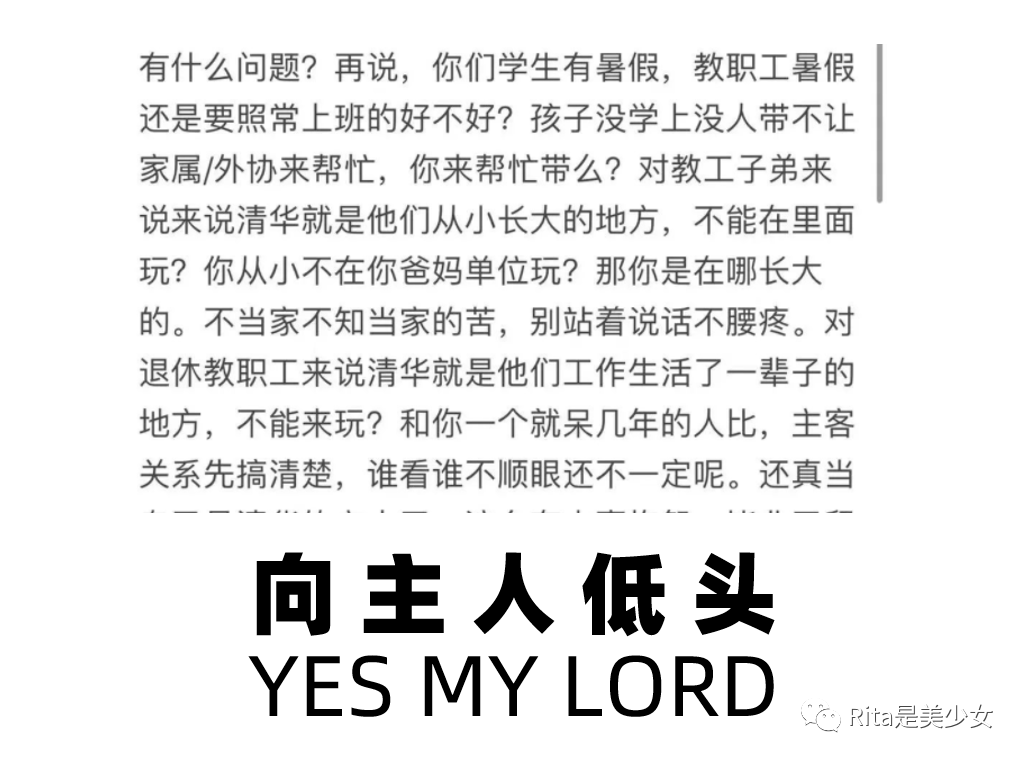 有什么问题？再说，你们学生有暑假，教职工暑假
还是要照常上班的好不好？孩子没学上没人带不让
家属/外协来帮忙，你来帮忙带么？对教工子弟来
说来说清华就是他们从小长大的地方，不能在里面
玩？你从小不在你爸妈单位玩？那你是在哪长大
的。不当家不知当家的苦，别站着说话不腰疼。对
退休教职工来说清华就是他们工作生活了一辈子的
地方，不能来玩？和你一个就呆几年的人比，主客
关系先搞清楚，谁看谁不顺眼还不一定呢。还真当
向主人低头
YES MY LORD
Rita是美少女